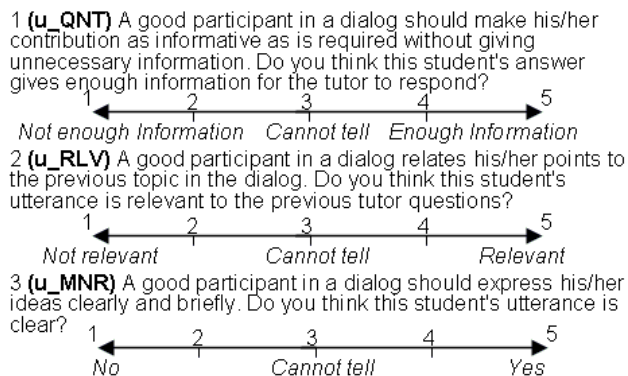 1 (u_QNT) A good participant in a dialog should make his/her
contribution as informative as is required without giving
unnecessary information. Do you think this student's answer
gives enough information for the tutor to respond?
1 2 3 4 5
Not enough Information Cannot tell Enough Information
2 (u_RLV) A good participant in a dialog relates his/her points to
the previous topic in the dialog. Do you think this student's
utterance is relevant to the previous tutor questions?
1 2 3 4 5
Not relevant Cannot tell Relevant
3 (u_MNR) A good participant in a dialog should express his/her
ideas clearly and briefly. Do you think this student's utterance is
clear?
1 2 3 4 5
No Cannot tell Yes